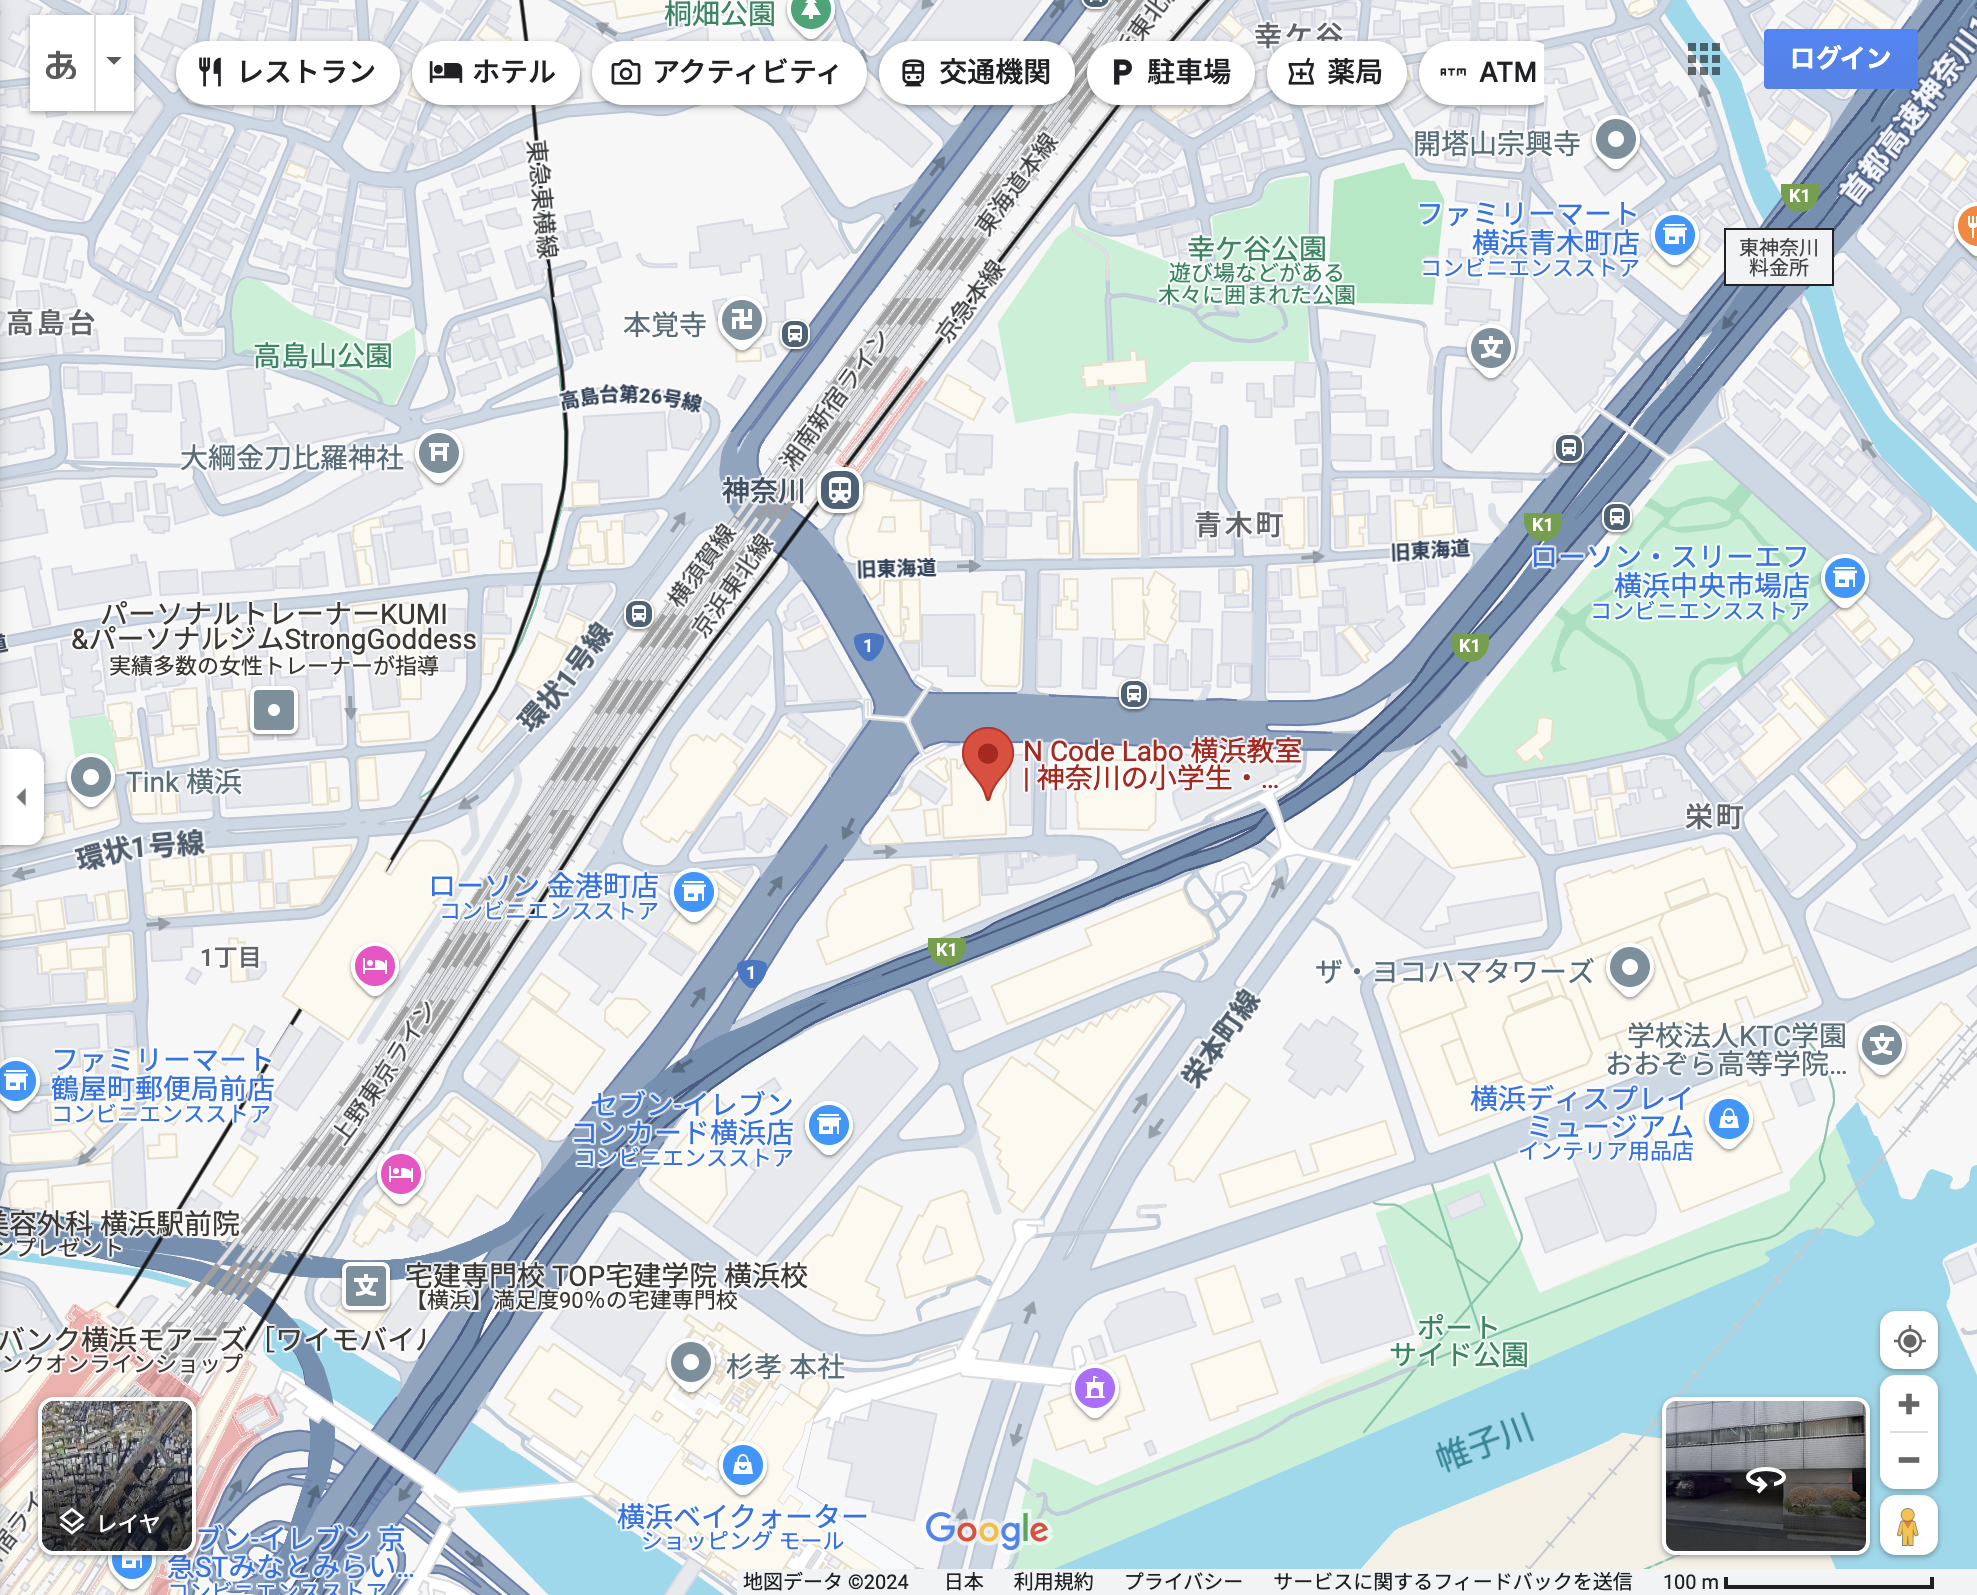 桐畑公園
幸ケ谷
あ
レストラン
ホテル
アクティビティ
交通機関
駐車場
薬局
ATM
ログイン
東急東横線
東海道本線
首都高速神奈川1
開塔山宗興寺
K1
ファミリーマート
横浜青木町店
コンビニエンスストア
東神奈川
料金所
幸ケ谷公園
遊び場などがある
木々に囲まれた公園
京急本線
高島台
本覚寺
高島山公園
湘南新宿ライン
高島台第26号線
大綱金刀比羅神社
神奈川
青木町
K1
横須賀線
京浜東北線
旧東海道
旧東海道
ローソン・スリーエフ
横浜中央市場店
コンビニエンスストア
パーソナルトレーナーKUMI
&パーソナルジムStrongGoddess
実績多数の女性トレーナーが指導
環状1号線
1
K1
N Code Labo 横浜教室
| 神奈川の小学生・ ...
Tink 横浜
環状1号線
栄町
ローソン 金港町店
コンビニエンスストア
1丁目
K1
1
ザ・ヨコハマタワーズ
栄本町線
上野東京ライン
学校法人KTC学園
おおぞら高等学院...
ファミリーマート
鶴屋町郵便局前店
コンビニエンスストア
セブン-イレブン
コンカード横浜店
コンビニエンスストア
横浜ディスプレイ
ミュージアム
インテリア用品店
美容外科 横浜駅前院
ンプレゼント
宅建専門校 TOP宅建学院 横浜校
【横浜】満足度90%の宅建専門校
バンク横浜モアーズ［ワイモバイル
ンクオンラインショップ
杉孝 本社
ポート
サイド公園
帷子川
レイヤ
ブン-イレブン 京
急STみなとみらい...
コンビニエンスストア
横浜ベイクォーター
ショッピング モール
Google
地図データ ©2024 日本 利用規約 プライバシー サービスに関するフィードバックを送信 100 m